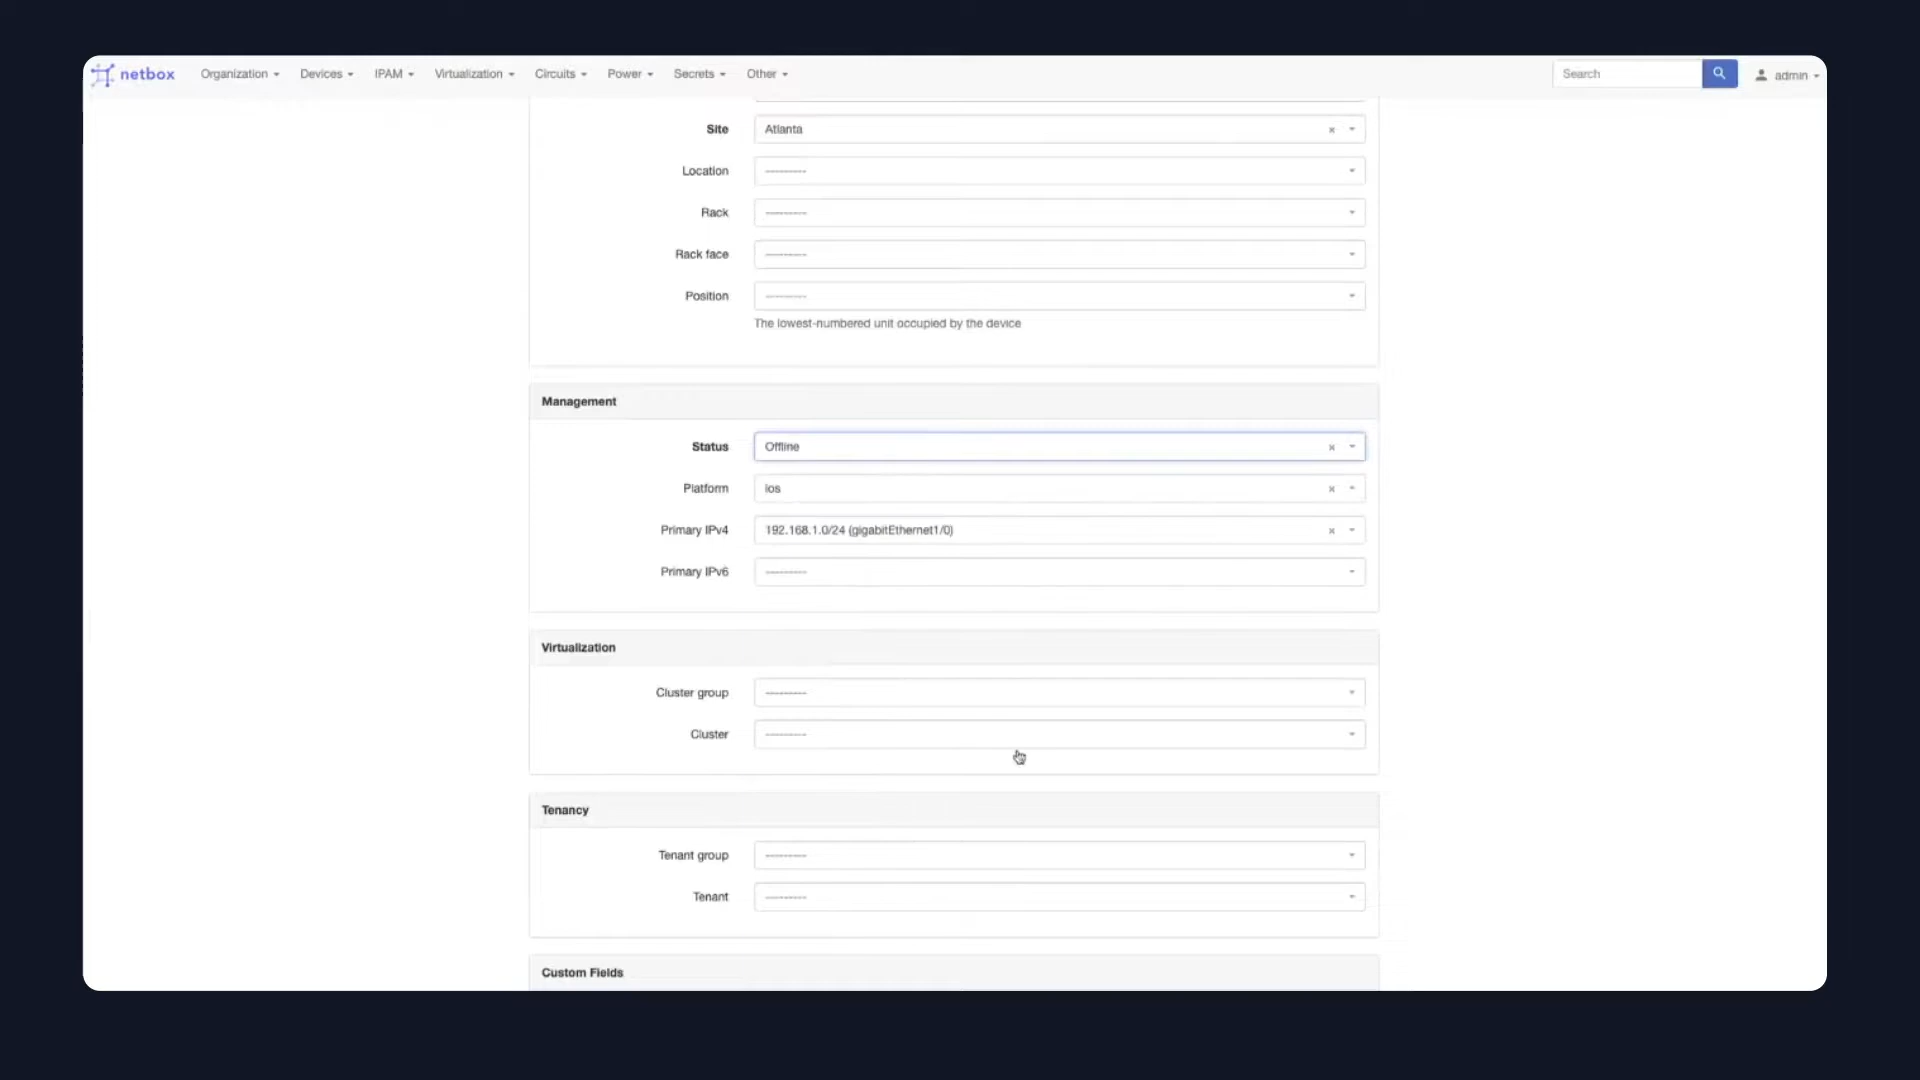 netbox Organization Devices IPAM Virtualization Circuits Power Secrets Other Search admin
Site Atlanta × 
Location ---------
Rack ---------
Rack face ---------
Position ---------
The lowest-numbered unit occupied by the device
Management
Status Offline ×
Platform ios ×
Primary IPv4 192.168.1.0/24 (gigabitEthernet1/0) ×
Primary IPv6 ---------
Virtualization
Cluster group ---------
Cluster ---------
Tenancy
Tenant group ---------
Tenant ---------
Custom Fields